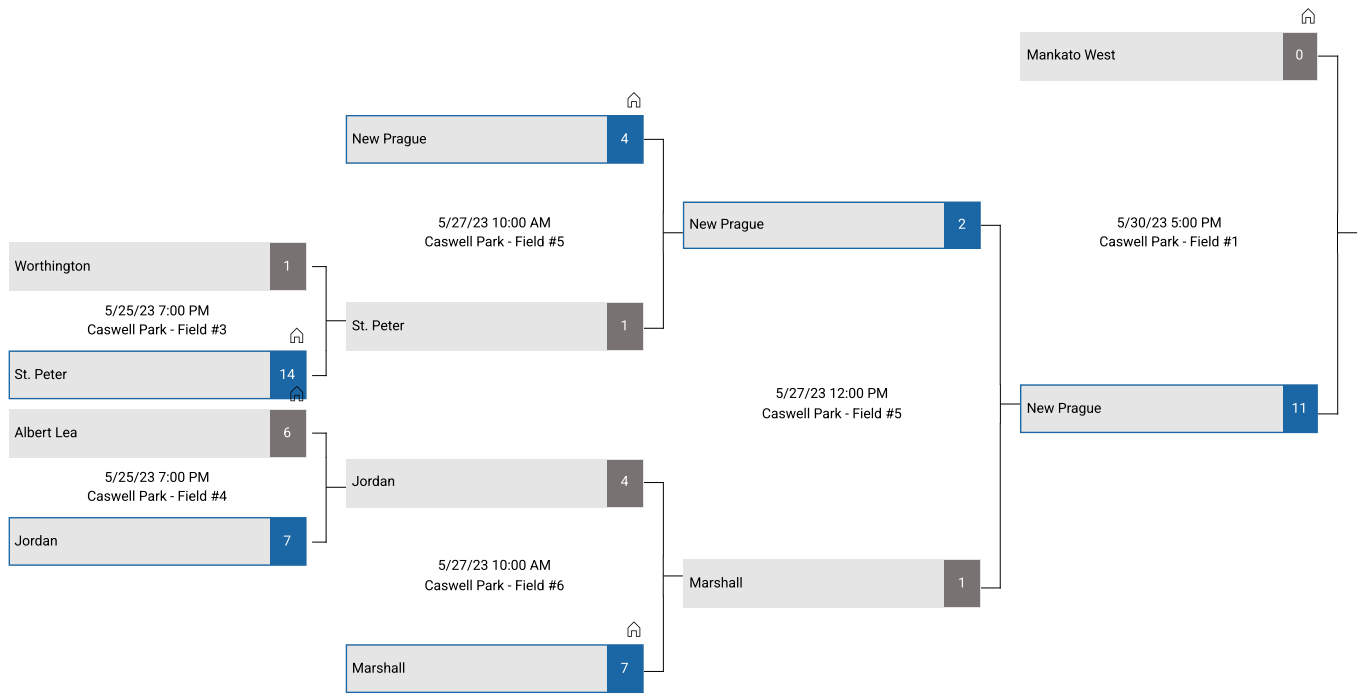 Mankato West
0
New Prague
4
5/27/23 10:00 AM
Caswell Park - Field #5
New Prague
2
5/30/23 5:00 PM
Caswell Park - Field #1
Worthington
1
5/25/23 7:00 PM
Caswell Park - Field #3
St. Peter
1
St. Peter
14
5/27/23 12:00 PM
Caswell Park - Field #5
New Prague
11
Albert Lea
6
5/25/23 7:00 PM
Caswell Park - Field #4
Jordan
4
Jordan
7
5/27/23 10:00 AM
Caswell Park - Field #6
Marshall
1
Marshall
7